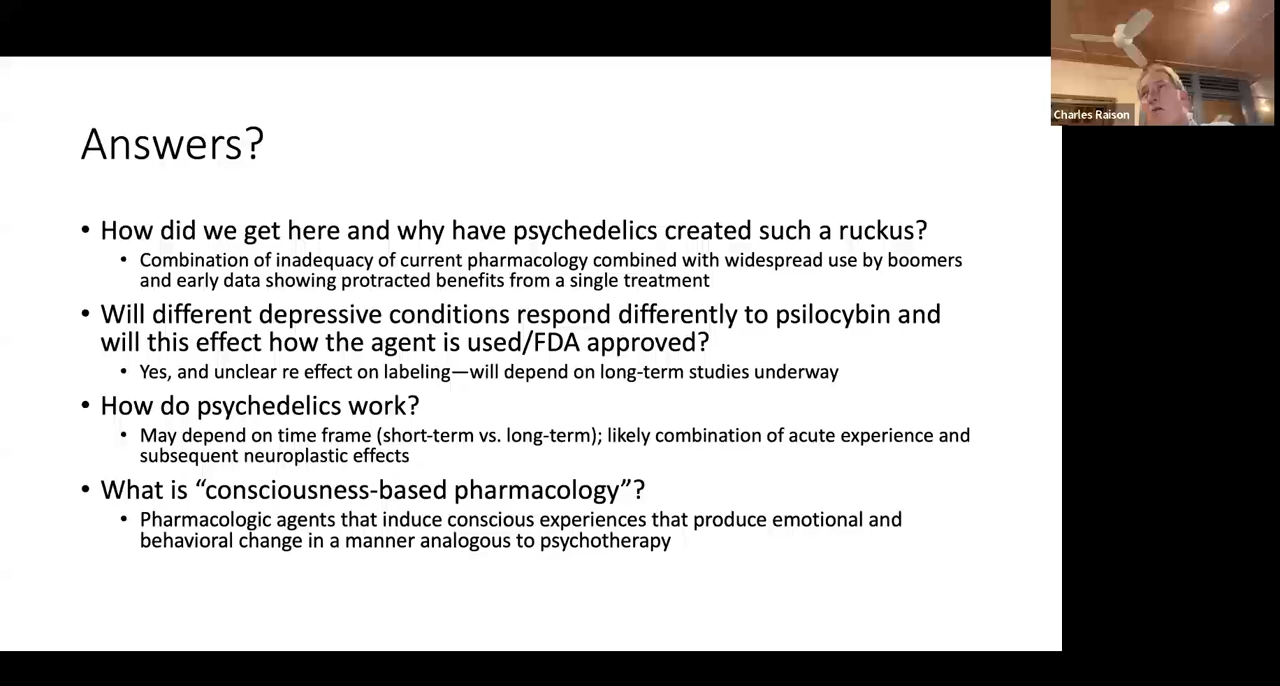 Charles Raison
Answers?
• How did we get here and why have psychedelics created such a ruckus?
• Combination of inadequacy of current pharmacology combined with widespread use by boomers
and early data showing protracted benefits from a single treatment
• Will different depressive conditions respond differently to psilocybin and
will this effect how the agent is used/FDA approved?
• Yes, and unclear re effect on labeling—will depend on long-term studies underway
• How do psychedelics work?
• May depend on time frame (short-term vs. long-term); likely combination of acute experience and
subsequent neuroplastic effects
• What is “consciousness-based pharmacology”?
• Pharmacologic agents that induce conscious experiences that produce emotional and
behavioral change in a manner analogous to psychotherapy